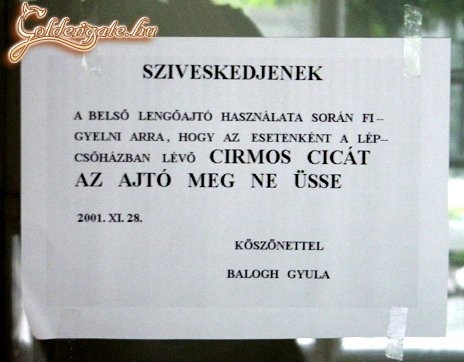 Goldengate.hu
SZIVESKEDJENEK
A BELSŐ LENGŐAJTÓ HASZNÁLATA SORÁN FI–
GYELNI ARRA, HOGY AZ ESETENKÉNT A LÉP–
CSŐHÁZBAN LÉVŐ CIRMOS CICÁT
AZ AJTÓ MEG NE ÜSSE
2001. XI. 28.
KÖSZÖNETTEL
BALOGH GYULA